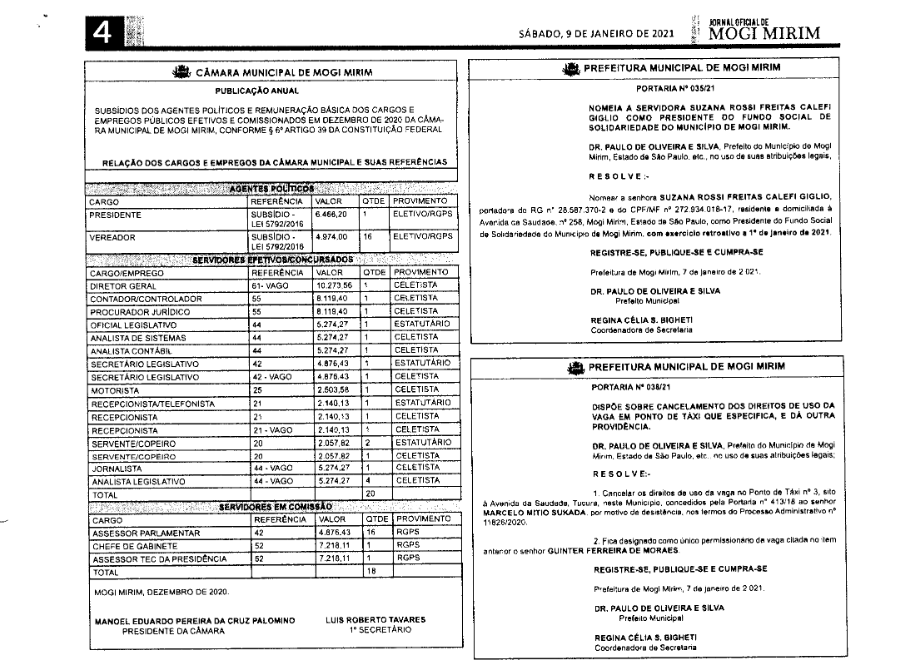 4
SÁBADO, 9 DE JANEIRO DE 2021
JORNAL OFICIAL DE
MOGI MIRIM
CÂMARA MUNICIPAL DE MOGI MIRIM
PUBLICAÇÃO ANUAL
SUBSÍDIOS DOS AGENTES POLÍTICOS E REMUNERAÇÃO BÁSICA DOS CARGOS E
EMPREGOS PÚBLICOS EFETIVOS E COMISSIONADOS EM DEZEMBRO DE 2020 DA CÂMA-
RA MUNICIPAL DE MOGI MIRIM, CONFORME § 6º ARTIGO 39 DA CONSTITUIÇÃO FEDERAL
RELAÇÃO DOS CARGOS E EMPREGOS DA CÂMARA MUNICIPAL E SUAS REFERÊNCIAS
AGENTES POLÍTICOS
CARGO REFERÊNCIA VALOR QTDE PROVIMENTO
PRESIDENTE SUBSÍDIO - 6.466,20 1 ELETIVO/RGPS
LEI 5792/2016
VEREADOR SUBSÍDIO - 4.974,00 16 ELETIVO/RGPS
LEI 5792/2016
SERVIDORES EFETIVOS/CONCURSADOS
CARGO/EMPREGO REFERÊNCIA VALOR QTDE PROVIMENTO
DIRETOR GERAL 61- VAGO 10.273,56 1 CELETISTA
CONTADOR/CONTROLADOR 55 8.119,40 1 CELETISTA
PROCURADOR JURÍDICO 55 8.119,40 1 CELETISTA
OFICIAL LEGISLATIVO 44 5.274,27 1 ESTATUTÁRIO
ANALISTA DE SISTEMAS 44 5.274,27 1 CELETISTA
ANALISTA CONTÁBIL 44 5.274,27 1 CELETISTA
SECRETÁRIO LEGISLATIVO 42 4.876,43 1 ESTATUTÁRIO
SECRETÁRIO LEGISLATIVO 42 - VAGO 4.876,43 1 CELETISTA
MOTORISTA 25 2.503,58 1 CELETISTA
RECEPCIONISTA/TELEFONISTA 21 2.140,13 1 ESTATUTÁRIO
RECEPCIONISTA 21 2.140,13 1 CELETISTA
RECEPCIONISTA 21 - VAGO 2.140,13 1 CELETISTA
SERVENTE/COPEIRO 20 2.057,82 2 ESTATUTÁRIO
SERVENTE/COPEIRO 20 2.057,82 1 CELETISTA
JORNALISTA 44 - VAGO 5.274,27 1 CELETISTA
ANALISTA LEGISLATIVO 44 - VAGO 5.274,27 4 CELETISTA
TOTAL 20
SERVIDORES EM COMISSÃO
CARGO REFERÊNCIA VALOR QTDE PROVIMENTO
ASSESSOR PARLAMENTAR 42 4.876,43 16 RGPS
CHEFE DE GABINETE 52 7.218,11 1 RGPS
ASSESSOR TEC DA PRESIDÊNCIA 52 7.218,11 1 RGPS
TOTAL 18
MOGI MIRIM, DEZEMBRO DE 2020.
MANOEL EDUARDO PEREIRA DA CRUZ PALOMINO LUIS ROBERTO TAVARES
PRESIDENTE DA CÂMARA 1º SECRETÁRIO
PREFEITURA MUNICIPAL DE MOGI MIRIM
PORTARIA Nº 035/21
NOMEIA A SERVIDORA SUZANA ROSSI FREITAS CALEFI
GIGLIO COMO PRESIDENTE DO FUNDO SOCIAL DE
SOLIDARIEDADE DO MUNICÍPIO DE MOGI MIRIM.
DR. PAULO DE OLIVEIRA E SILVA, Prefeito do Município de Mogi
Mirim, Estado de São Paulo, etc., no uso de suas atribuições legais,
R E S O L V E :-
Nomear a senhora SUZANA ROSSI FREITAS CALEFI GIGLIO,
portadora do RG nº 28.587.370-2 e do CPF/MF nº 272.934.018-17, residente e domiciliada à
Avenida da Saudade, nº 258, Mogi Mirim, Estado de São Paulo, como Presidente do Fundo Social
de Solidariedade do Município de Mogi Mirim, com exercício retroativo a 1º de janeiro de 2021.
REGISTRE-SE, PUBLIQUE-SE E CUMPRA-SE
Prefeitura de Mogi Mirim, 7 de janeiro de 2 021.
DR. PAULO DE OLIVEIRA E SILVA
Prefeito Municipal
REGINA CÉLIA S. BIGHETI
Coordenadora de Secretaria
PREFEITURA MUNICIPAL DE MOGI MIRIM
PORTARIA Nº 038/21
DISPÕE SOBRE CANCELAMENTO DOS DIREITOS DE USO DA
VAGA EM PONTO DE TÁXI QUE ESPECIFICA, E DÁ OUTRA
PROVIDÊNCIA.
DR. PAULO DE OLIVEIRA E SILVA, Prefeito do Município de Mogi
Mirim, Estado de São Paulo, etc., no uso de suas atribuições legais;
R E S O L V E:-
1. Cancelar os direitos de uso da vaga no Ponto de Táxi nº 3, sito
à Avenida da Saudade, Tucura, neste Município, concedidos pela Portaria nº 413/18 ao senhor
MARCELO MITIO SUKADA, por motivo de desistência, nos termos do Processo Administrativo nº
11826/2020.
2. Fica designado como único permissionário da vaga citada no item
anterior o senhor GUINTER FERREIRA DE MORAES.
REGISTRE-SE, PUBLIQUE-SE E CUMPRA-SE
Prefeitura de Mogi Mirim, 7 de janeiro de 2 021.
DR. PAULO DE OLIVEIRA E SILVA
Prefeito Municipal
REGINA CÉLIA S. BIGHETI
Coordenadora de Secretaria